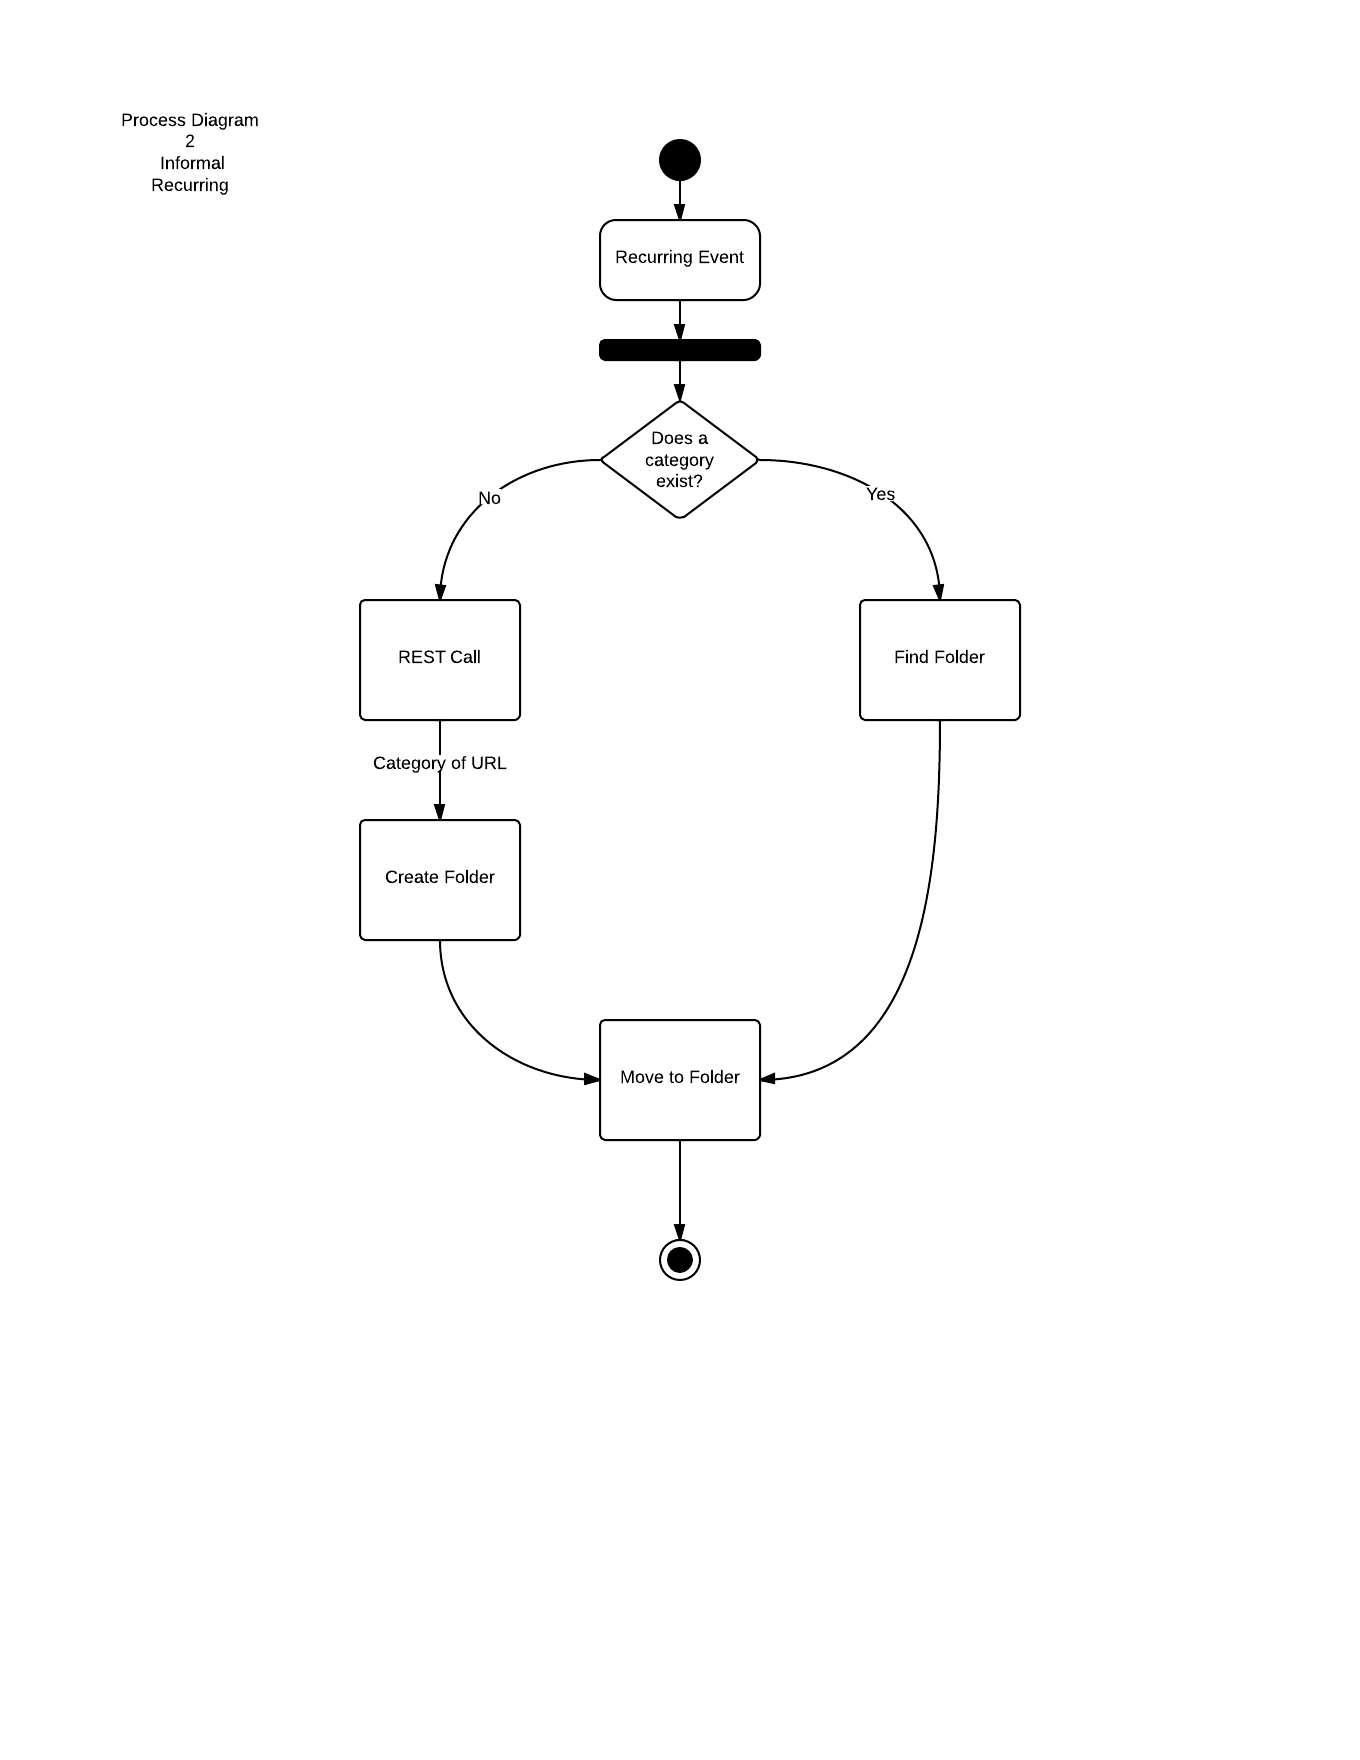 Process Diagram
2
Informal
Recurring
Recurring Event
Does a
category
exist?
No
Yes
REST Call
Find Folder
Category of URL
Create Folder
Move to Folder